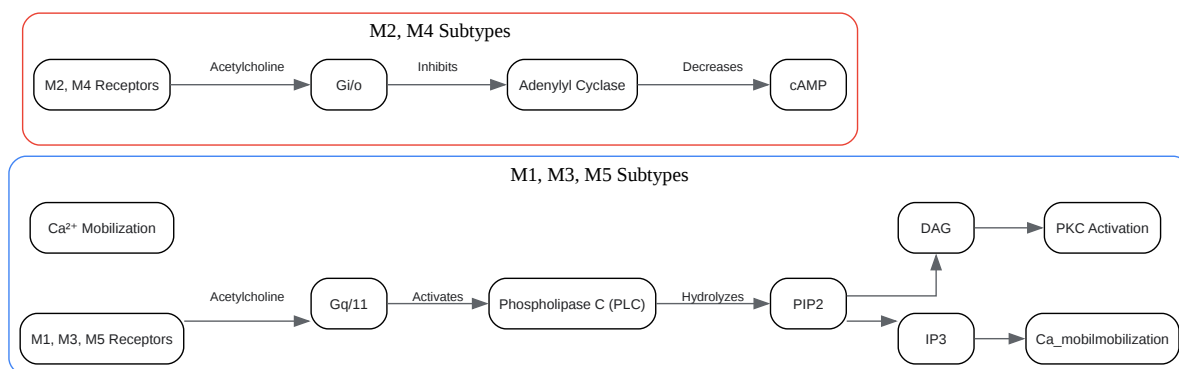 M2, M4 Subtypes
M2, M4 Receptors
Acetylcholine
Gi/o
Inhibits
Adenylyl Cyclase
Decreases
cAMP
M1, M3, M5 Subtypes
Ca²⁺ Mobilization
DAG
PKC Activation
M1, M3, M5 Receptors
Acetylcholine
Gq/11
Activates
Phospholipase C (PLC)
Hydrolyzes
PIP2
IP3
Ca_mobilmobilization